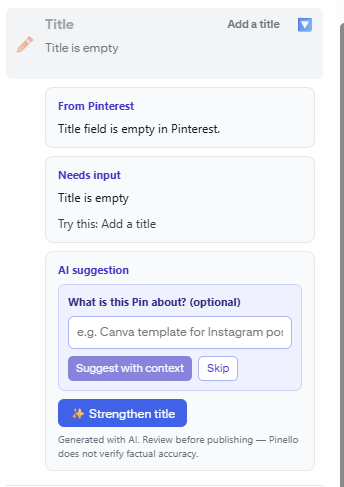 Title
Add a title
Title is empty
From Pinterest
Title field is empty in Pinterest.
Needs input
Title is empty
Try this: Add a title
AI suggestion
What is this Pin about? (optional)
e.g. Canva template for Instagram pos
Suggest with context
Skip
✨ Strengthen title
Generated with AI. Review before publishing — Pinello
does not verify factual accuracy.